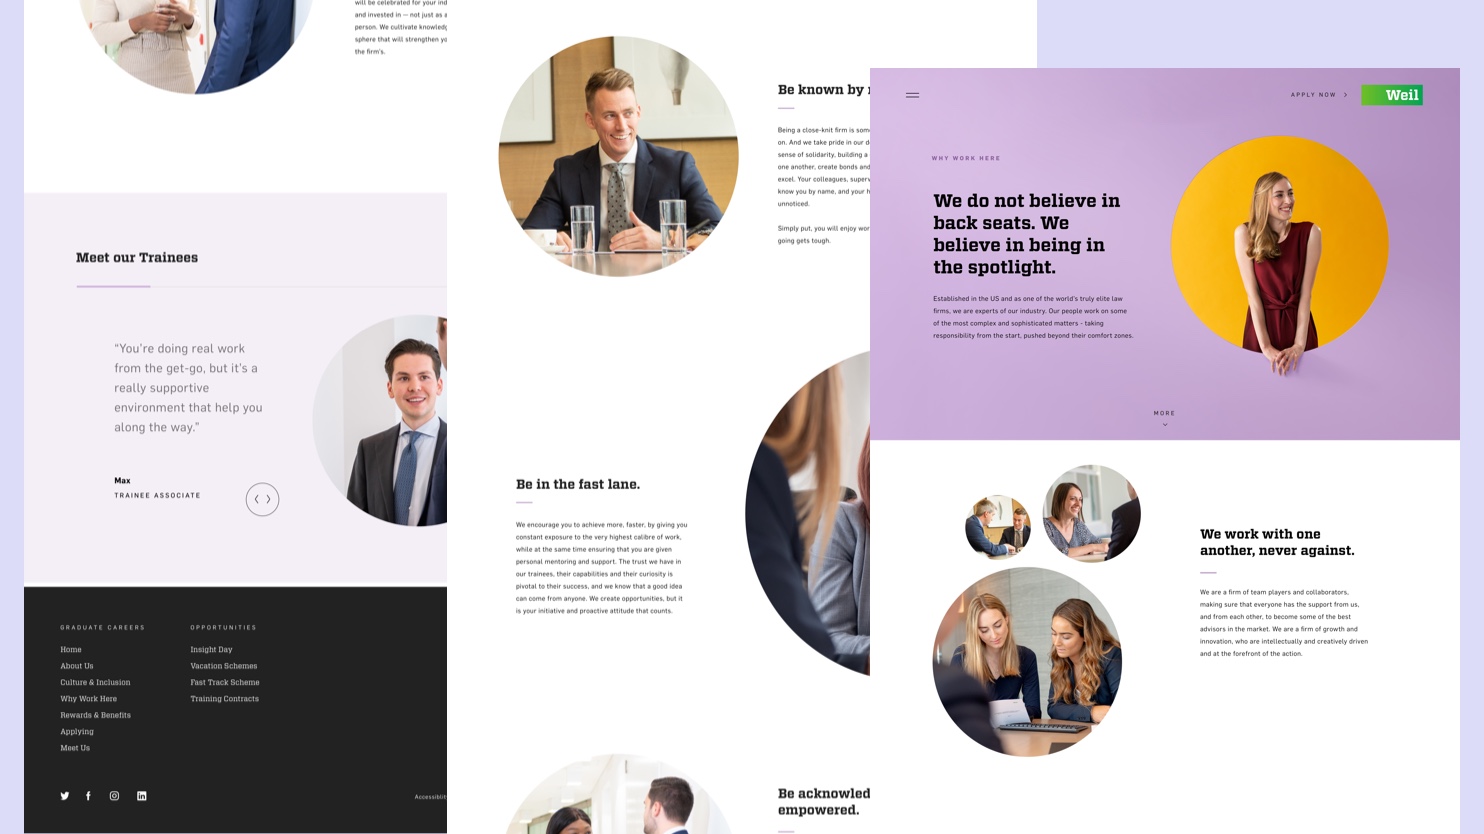 will be celebrated for your ind
and invested in — not just as a
person. We cultivate knowledg
sphere that will strengthen yo
the firm's.
Meet our Trainees
“You’re doing real work
from the get-go, but it’s a
really supportive
environment that help you
along the way.”
Max
TRAINEE ASSOCIATE
GRADUATE CAREERS
Home
About Us
Culture & Inclusion
Why Work Here
Rewards & Benefits
Applying
Meet Us
OPPORTUNITIES
Insight Day
Vacation Schemes
Fast Track Scheme
Training Contracts
Accessiblit
Be known by
Being a close-knit firm is som
on. And we take pride in our d
sense of solidarity, building a
one another, create bonds and
excel. Your colleagues, superv
know you by name, and your h
unnoticed.
Simply put, you will enjoy wor
going gets tough.
Be in the fast lane.
We encourage you to achieve more, faster, by giving you
constant exposure to the very highest calibre of work,
while at the same time ensuring that you are given
personal mentoring and support. The trust we have in
our trainees, their capabilities and their curiosity is
pivotal to their success, and we know that a good idea
can come from anyone. We create opportunities, but it
is your initiative and proactive attitude that counts.
Be acknowled
empowered.
APPLY NOW
Weil
WHY WORK HERE
We do not believe in
back seats. We
believe in being in
the spotlight.
Established in the US and as one of the world's truly elite law
firms, we are experts of our industry. Our people work on some
of the most complex and sophisticated matters - taking
responsibility from the start, pushed beyond their comfort zones.
MORE
We work with one
another, never against.
We are a firm of team players and collaborators,
making sure that everyone has the support from us,
and from each other, to become some of the best
advisors in the market. We are a firm of growth and
innovation, who are intellectually and creatively driven
and at the forefront of the action.